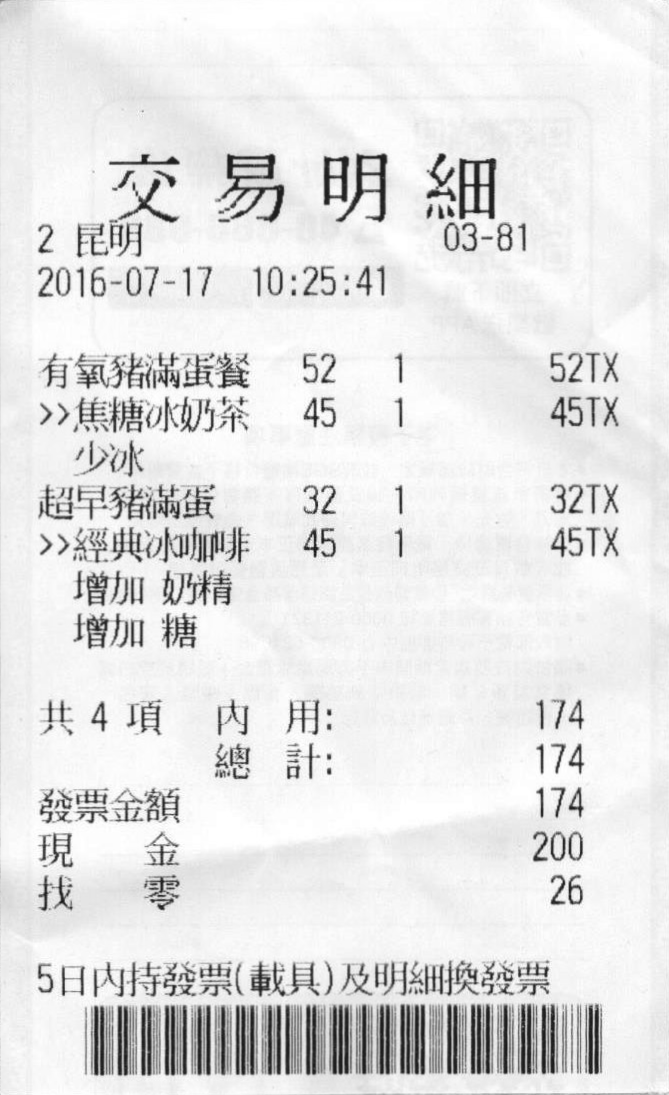 交易明細
2 昆明 03-81
2016-07-17 10:25:41
有氧豬滿蛋餐 52 1 52TX
>>焦糖冰奶茶 45 1 45TX
少冰
超早豬滿蛋 32 1 32TX
>>經典冰咖啡 45 1 45TX
增加 奶精
增加 糖
共 4 項 內 用: 174
總 計: 174
發票金額 174
現 金 200
找 零 26
5日內持發票(載具)及明細換發票